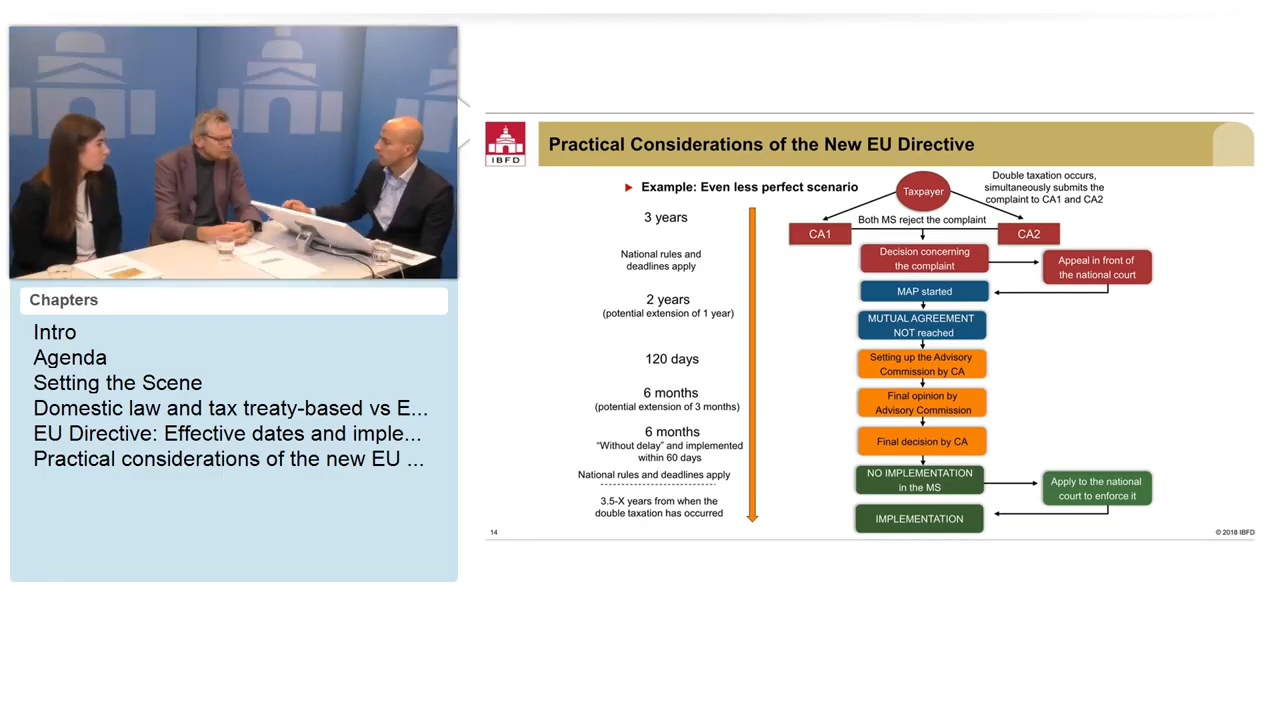 Chapters
Intro
Agenda
Setting the Scene
Domestic law and tax treaty-based vs E...
EU Directive: Effective dates and imple...
Practical considerations of the new EU ...
IBFD
Practical Considerations of the New EU Directive
Example: Even less perfect scenario
3 years
National rules and
deadlines apply
2 years
(potential extension of 1 year)
120 days
6 months
(potential extension of 3 months)
6 months
“Without delay” and implemented
within 60 days
National rules and deadlines apply
3.5-X years from when the
double taxation has occurred
Taxpayer
Double taxation occurs,
simultaneously submits the
complaint to CA1 and CA2
Both MS reject the complaint
CA1
CA2
Decision concerning
the complaint
Appeal in front of
the national court
MAP started
MUTUAL AGREEMENT
NOT reached
Setting up the Advisory
Commission by CA
Final opinion by
Advisory Commission
Final decision by CA
NO IMPLEMENTATION
in the MS
Apply to the national
court to enforce it
IMPLEMENTATION
14
© 2018 IBFD